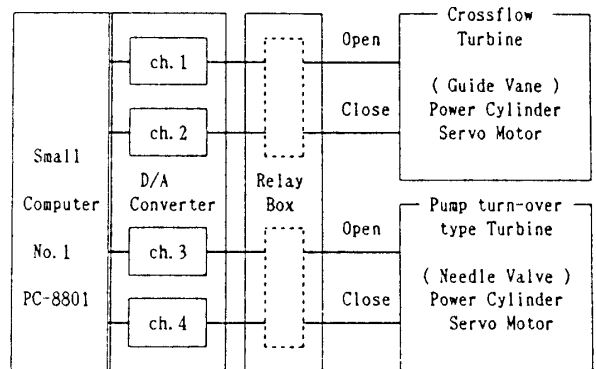 Small
Computer
No. 1
PC-8801
D/A
Converter
ch. 1
ch. 2
ch. 3
ch. 4
Relay
Box
Open
Close
Open
Close
Crossflow
Turbine
( Guide Vane )
Power Cylinder
Servo Motor
Pump turn-over
type Turbine
( Needle Valve )
Power Cylinder
Servo Motor